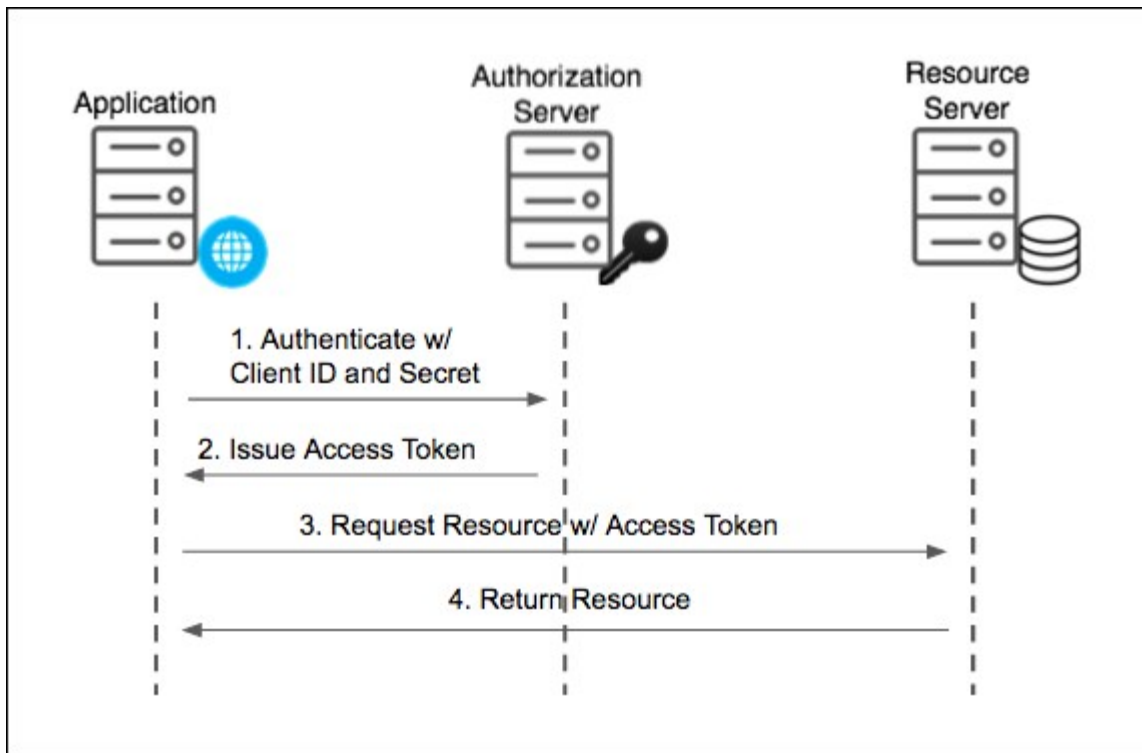 Application
Authorization
Server
Resource
Server
1. Authenticate w/
Client ID and Secret
2. Issue Access Token
3. Request Resource w/ Access Token
4. Return Resource